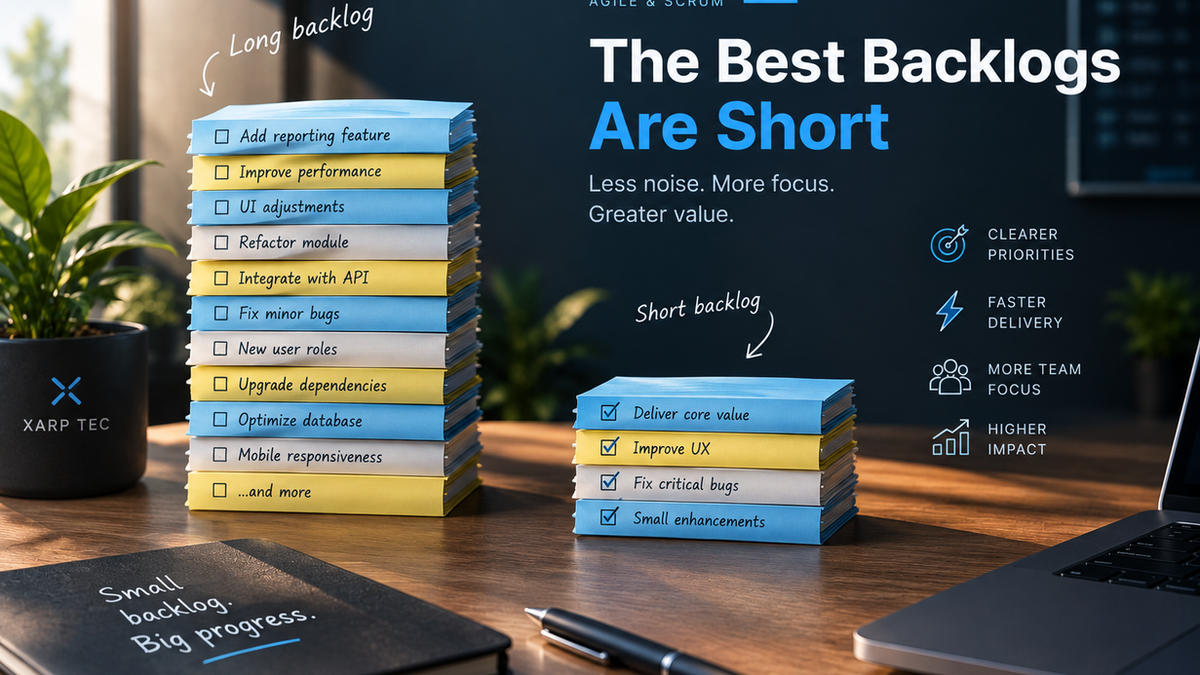 AGILE & SCRUM
Long backlog
The Best Backlogs
Are Short
Less noise. More focus.
Greater value.
Add reporting feature
Improve performance
UI adjustments
Refactor module
Integrate with API
Fix minor bugs
New user roles
Upgrade dependencies
Optimize database
Mobile responsiveness
...and more
Short backlog
Deliver core value
Improve UX
Fix critical bugs
Small enhancements
CLEARER
PRIORITIES
FASTER
DELIVERY
MORE TEAM
FOCUS
HIGHER
IMPACT
XARP TEC
Small
backlog.
Big progress.